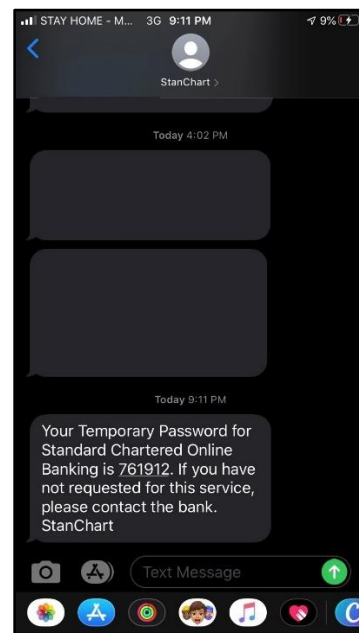 STAY HOME - M... 3G 9:11 PM 9%
StanChart >
Today 4:02 PM
Today 9:11 PM
Your Temporary Password for
Standard Chartered Online
Banking is 761912. If you have
not requested for this service,
please contact the bank.
StanChart
Text Message